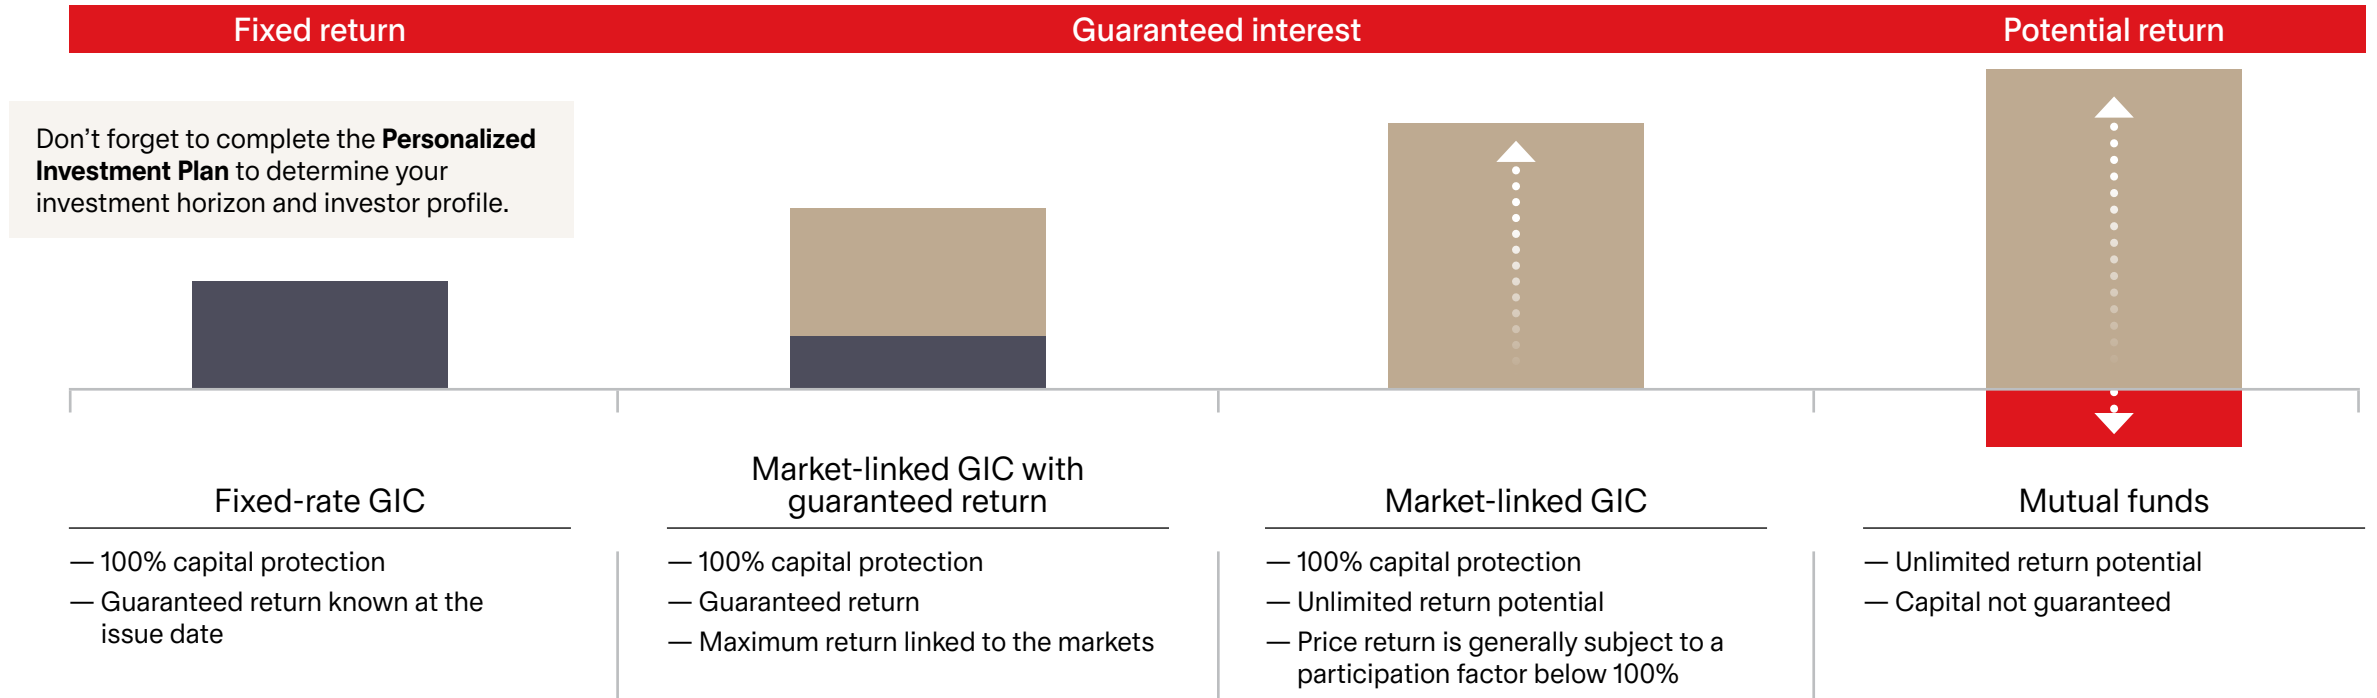 Fixed return
Guaranteed interest
Potential return
Don't forget to complete the Personalized
Investment Plan to determine your
investment horizon and investor profile.
Fixed-rate GIC
— 100% capital protection
— Guaranteed return known at the
issue date
Market-linked GIC with
guaranteed return
— 100% capital protection
— Guaranteed return
— Maximum return linked to the markets
Market-linked GIC
— 100% capital protection
— Unlimited return potential
— Price return is generally subject to a
participation factor below 100%
Mutual funds
— Unlimited return potential
— Capital not guaranteed